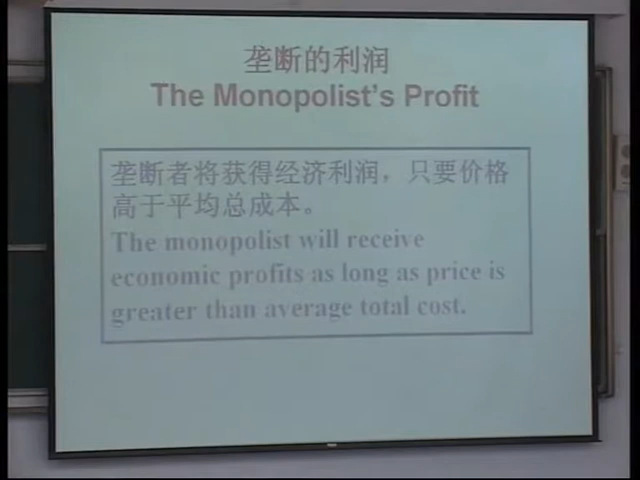 垄断的利润
The Monopolist's Profit
垄断者将获得经济利润，只要价格
高于平均总成本。
The monopolist will receive
economic profits as long as price is
greater than average total cost.